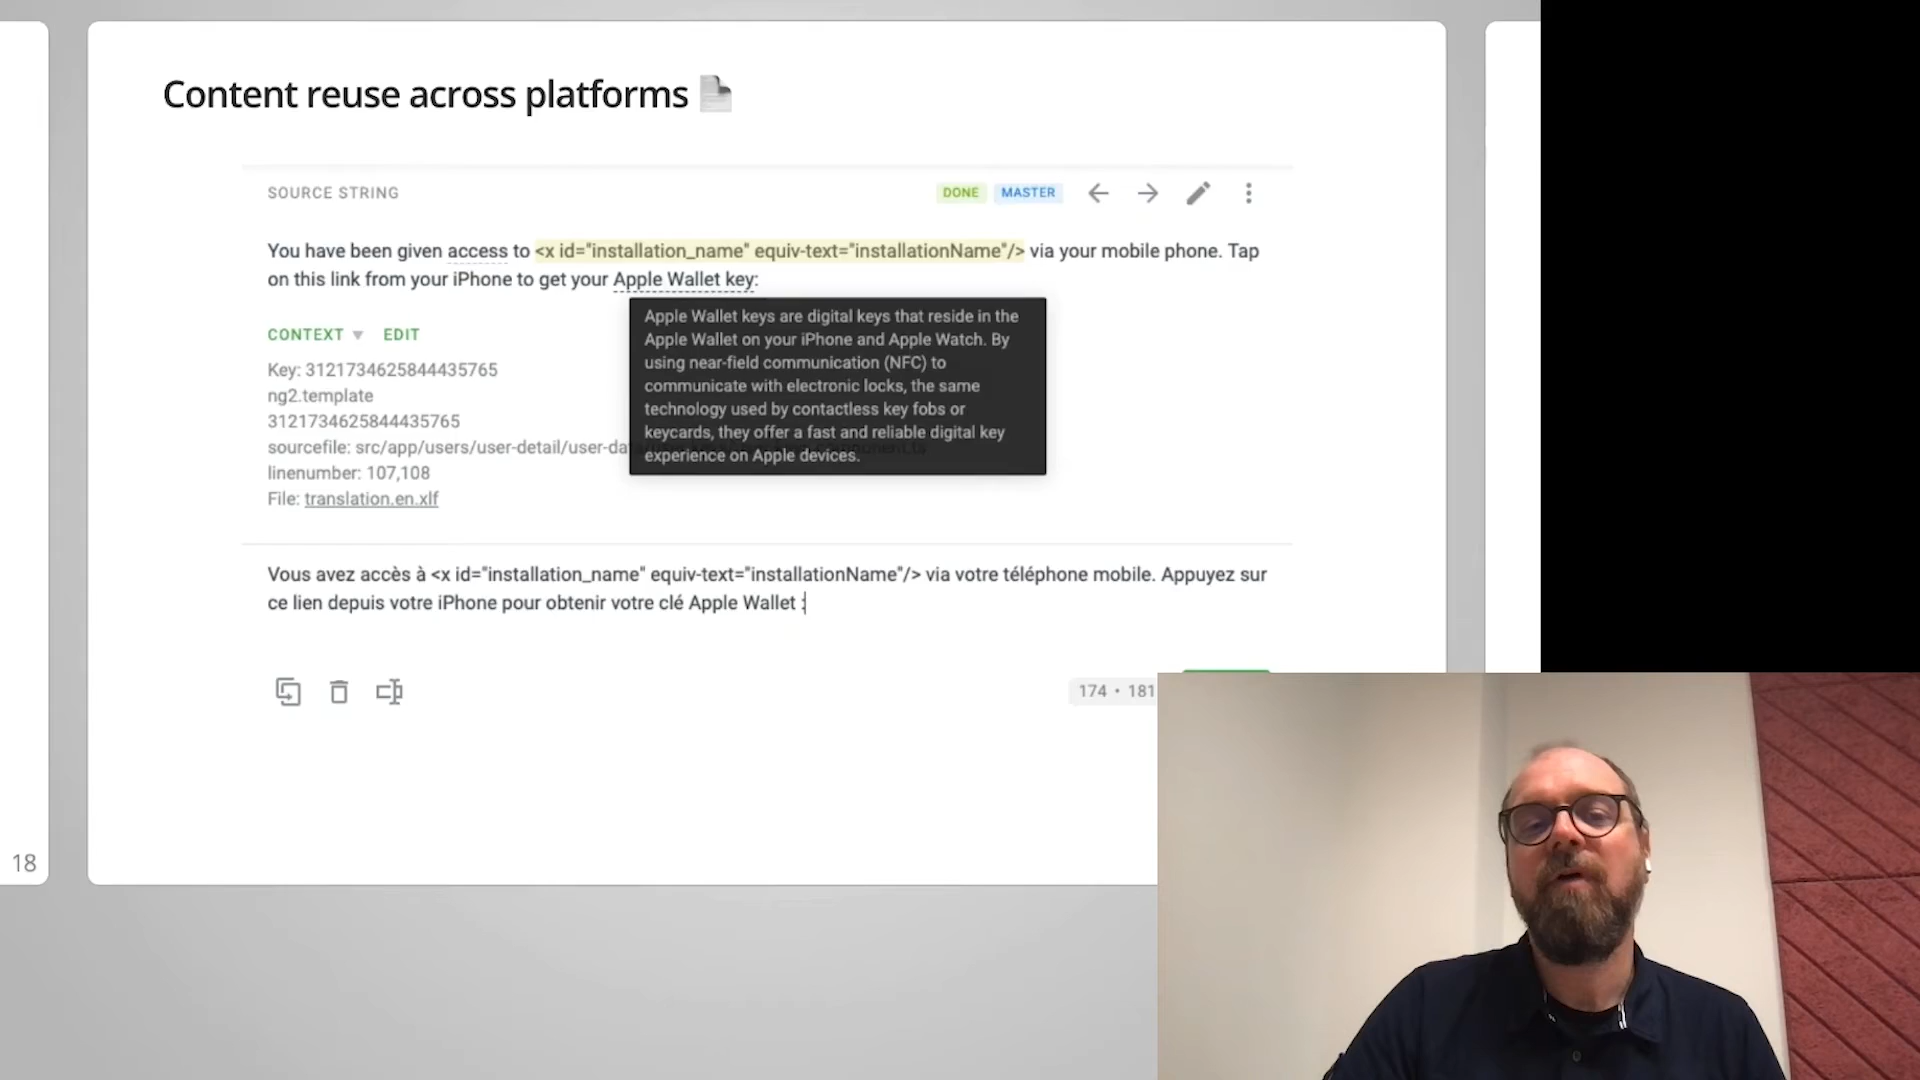 Content reuse across platforms
SOURCE STRING
DONE MASTER
You have been given access to <x id="installation_name" equiv-text="installationName"/> via your mobile phone. Tap
on this link from your iPhone to get your Apple Wallet key:
Apple Wallet keys are digital keys that reside in the
Apple Wallet on your iPhone and Apple Watch. By
using near-field communication (NFC) to
communicate with electronic locks, the same
technology used by contactless key fobs or
keycards, they offer a fast and reliable digital key
experience on Apple devices.
CONTEXT EDIT
Key: 3121734625844435765
ng2.template
3121734625844435765
sourcefile: src/app/users/user-detail/user-da
linenumber: 107,108
File: translation.en.xlf
Vous avez accès à <x id="installation_name" equiv-text="installationName"/> via votre téléphone mobile. Appuyez sur
ce lien depuis votre iPhone pour obtenir votre clé Apple Wallet :
174 • 181
18